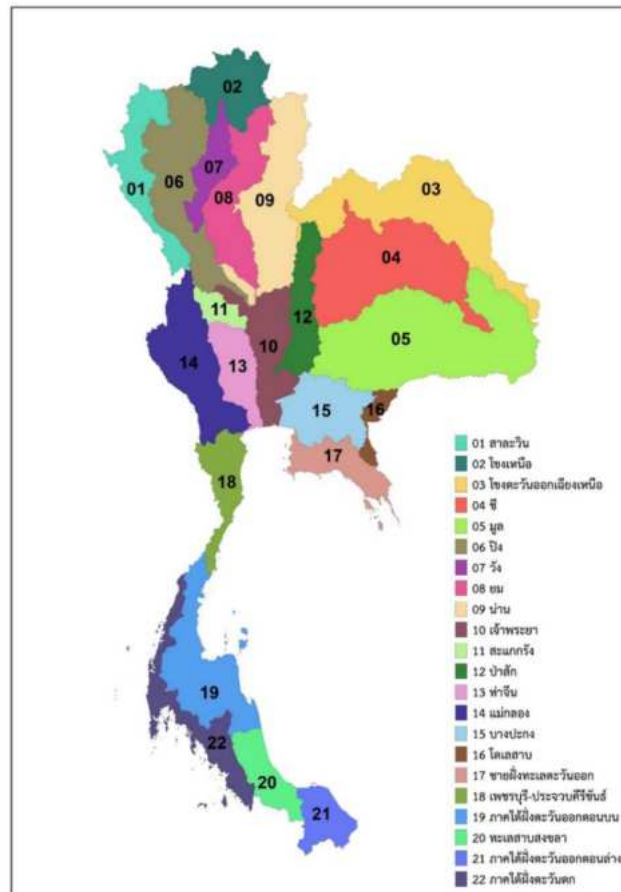 02
07
01
06
08
09
03
04
12
11
10
05
14
13
15
16
17
18
19
22
20
21
01 สาละวิน
02 โขงเหนือ
03 โขงตะวันออกเฉียงเหนือ
04 ชี
05 มูล
06 ปิง
07 วัง
08 ยม
09 น่าน
10 เจ้าพระยา
11 สะแกกรัง
12 ป่าสัก
13 ท่าจีน
14 แม่กลอง
15 บางปะกง
16 โตเลสาบ
17 ชายฝั่งทะเลตะวันออก
18 เพชรบุรี-ประจวบคีรีขันธ์
19 ภาคใต้ฝั่งตะวันออกตอนบน
20 ทะเลสาบสงขลา
21 ภาคใต้ฝั่งตะวันออกตอนล่าง
22 ภาคใต้ฝั่งตะวันตก